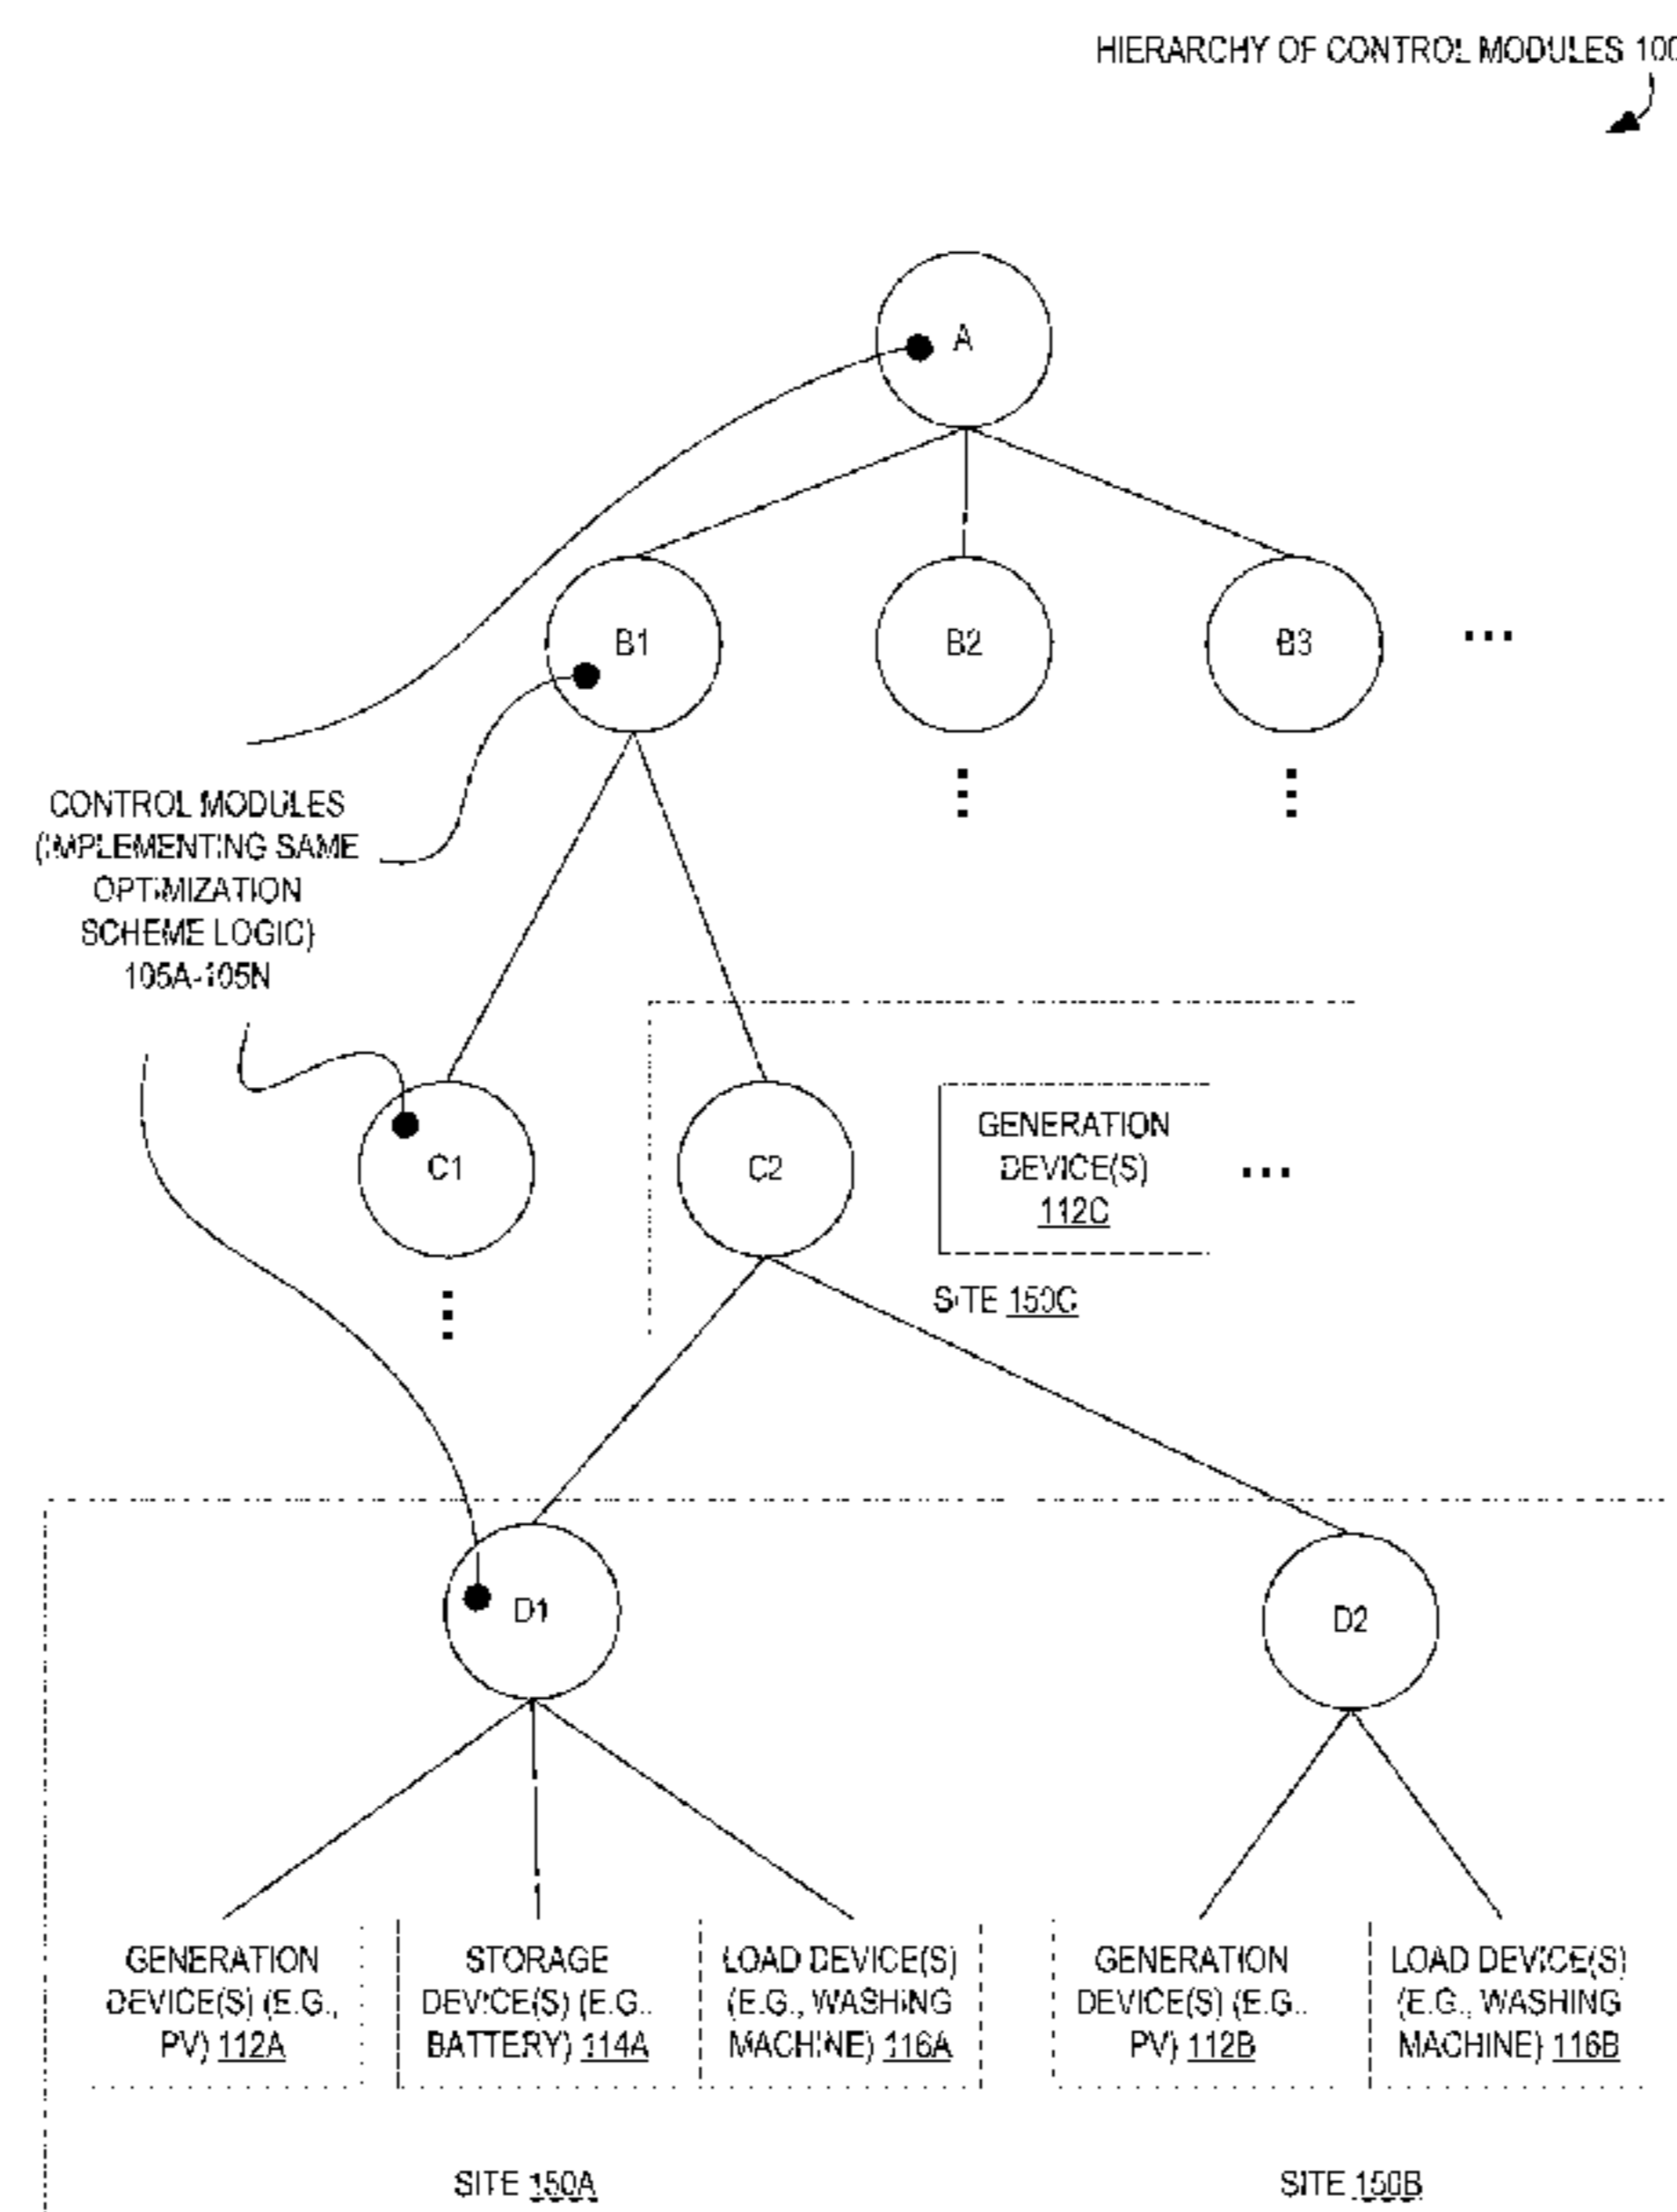 HIERARCHY OF CONTROL MODULES 100
A
B1
B2
B3
...
CONTROL MODULES
(IMPLEMENTING SAME
OPTIMIZATION
SCHEME LOGIC)
105A-105N
C1
C2
GENERATION
DEVICE(S)
112C
...
SITE 150C
D1
D2
GENERATION
DEVICE(S) (E.G.,
PV) 112A
STORAGE
DEVICE(S) (E.G.,
BATTERY) 114A
LOAD DEVICE(S)
(E.G., WASHING
MACHINE) 116A
GENERATION
DEVICE(S) (E.G.,
PV) 112B
LOAD DEVICE(S)
(E.G., WASHING
MACHINE) 116B
SITE 150A
SITE 150B